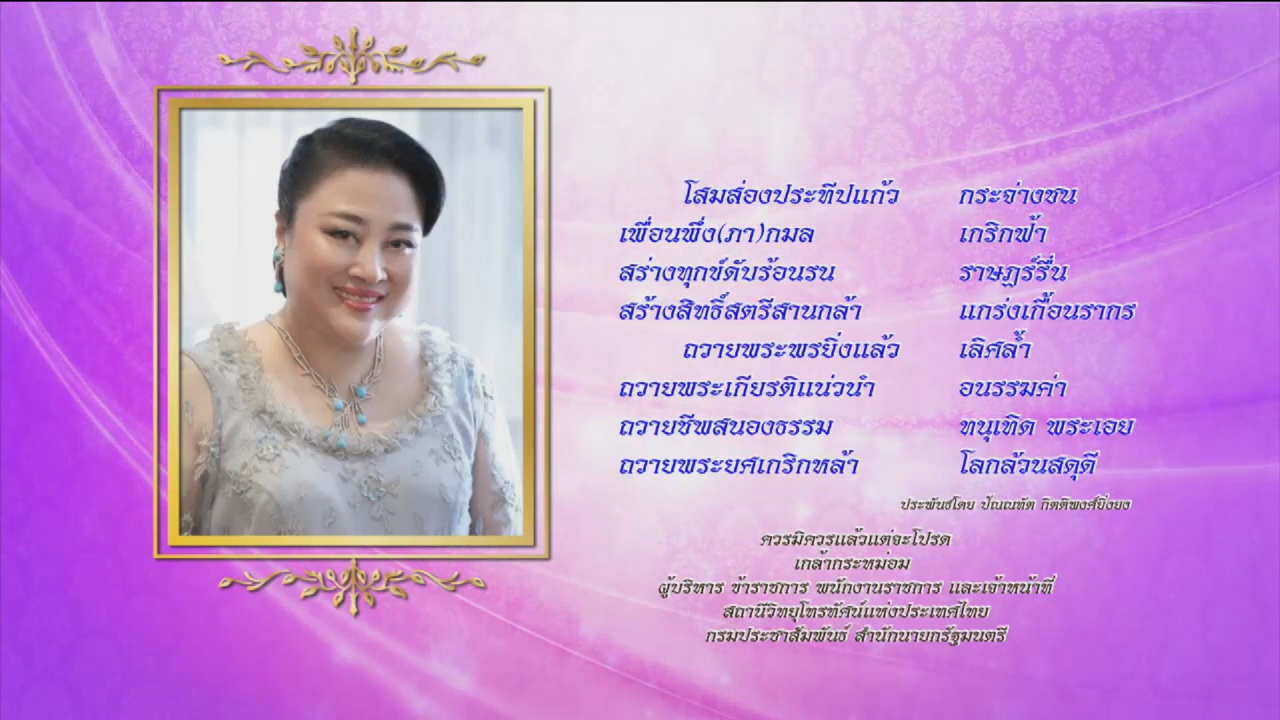 โสมส่องประทีปแก้ว กระจ่างชน
เพื่อนพึ่ง(ภา)กมล เกริกฟ้า
สร่างทุกข์ดับร้อนรน ราษฎร์รื่น
สร้างสิทธิ์สตรีสานกล้า แกร่งเกื้อนรากร
ถวายพระพรยิ่งแล้ว เลิศล้ำ
ถวายพระเกียรติแน่วนำ อนรรฆค่า
ถวายชีพสนองธรรม ทนุเทิด พระเอย
ถวายพระยศเกริกหล้า โลกล้วนสดุดี
ประพันธ์โดย ปัณณทัต กิตติพงศ์ยิ่งยง
ควรมิควรแล้วแต่จะโปรด
เกล้ากระหม่อม
ผู้บริหาร ข้าราชการ พนักงานราชการ และเจ้าหน้าที่
สถานีวิทยุโทรทัศน์แห่งประเทศไทย
กรมประชาสัมพันธ์ สำนักนายกรัฐมนตรี